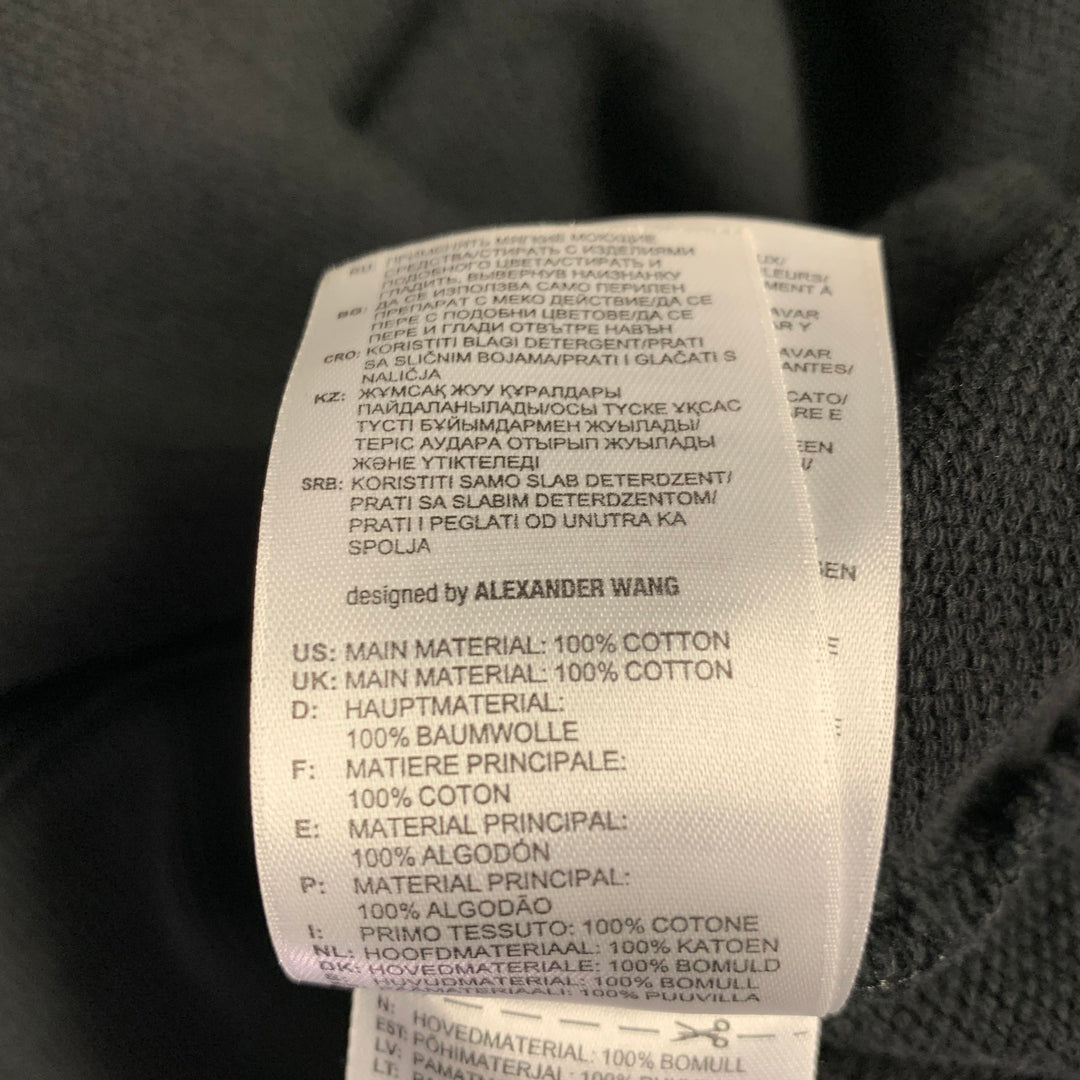 RU: ПРИМЕНЯТЬ МЯГКИЕ МОЮЩИЕ
СРЕДСТВА/СТИРАТЬ С ИЗДЕЛИЯМИ
ПОДОБНОГО ЦВЕТА/СТИРАТЬ И
ГЛАДИТЬ, ВЫВЕРНУВ НАИЗНАНКУ
BG: ДА СЕ ИЗПОЛЗВА САМО ПЕРИЛЕН
ПРЕПАРАТ С МЕКО ДЕЙСТВИЕ/ДА СЕ
ПЕРЕ С ПОДОБНИ ЦВЕТОВЕ/ДА СЕ
ПЕРЕ И ГЛАДИ ОТВЪТРЕ НАВЪН
CRO: KORISTITI BLAGI DETERGENT/PRATI
SA SLIČNIM BOJAMA/PRATI I GLAČATI S
NALIČJA
KZ: ЖҰМСАҚ ЖУУ ҚҰРАЛДАРЫ
ПАЙДАЛАНЫЛАДЫ/ОСЫ ТҮСКЕ ҰҚСАС
ТҮСТІ БҰЙЫМДАРМЕН ЖУЫЛАДЫ/
ТЕРІС АУДАРА ОТЫРЫП ЖУЫЛАДЫ
ЖӘНЕ ҮТІКТЕЛЕДІ
SRB: KORISTITI SAMO SLAB DETERDZENT/
PRATI SA SLABIM DETERDZENTOM/
PRATI I PEGLATI OD UNUTRA KA
SPOLJA
designed by ALEXANDER WANG
US: MAIN MATERIAL: 100% COTTON
UK: MAIN MATERIAL: 100% COTTON
D: HAUPTMATERIAL:
100% BAUMWOLLE
F: MATIERE PRINCIPALE:
100% COTON
E: MATERIAL PRINCIPAL:
100% ALGODÓN
P: MATERIAL PRINCIPAL:
100% ALGODÃO
I: PRIMO TESSUTO: 100% COTONE
NL: HOOFDMATERIAAL: 100% KATOEN
DK: HOVEDMATERIALE: 100% BOMULD
HUVUDMATERIAL: 100% BOMULL
100% PUUVILLA
N: HOVEDMATERIAL: 100% BOMULL
EST: PÕHIMATERJAL: 100%
LV:
LT: